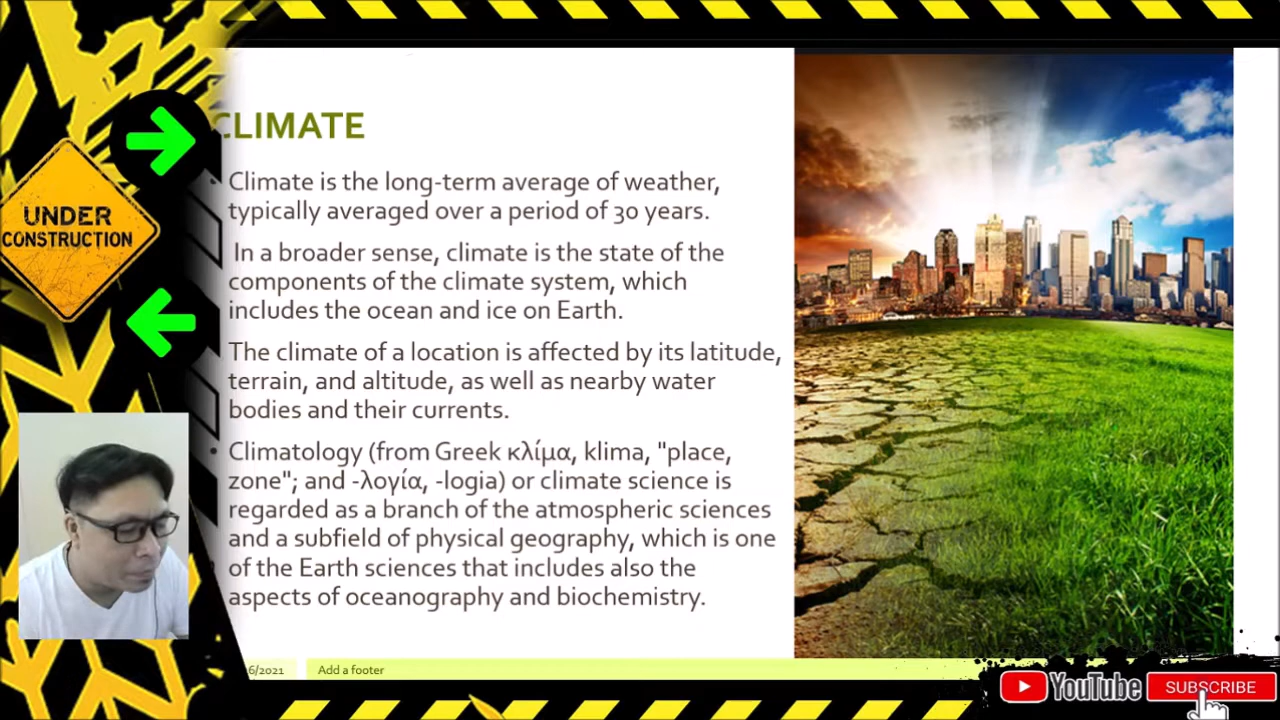 CLIMATE
• Climate is the long-term average of weather,
typically averaged over a period of 30 years.
In a broader sense, climate is the state of the
components of the climate system, which
includes the ocean and ice on Earth.
The climate of a location is affected by its latitude,
terrain, and altitude, as well as nearby water
bodies and their currents.
• Climatology (from Greek κλίμα, klima, "place,
zone"; and -λογία, -logia) or climate science is
regarded as a branch of the atmospheric sciences
and a subfield of physical geography, which is one
of the Earth sciences that includes also the
aspects of oceanography and biochemistry.
UNDER
CONSTRUCTION
6/2021
Add a footer
YouTube
SUBSCRIBE